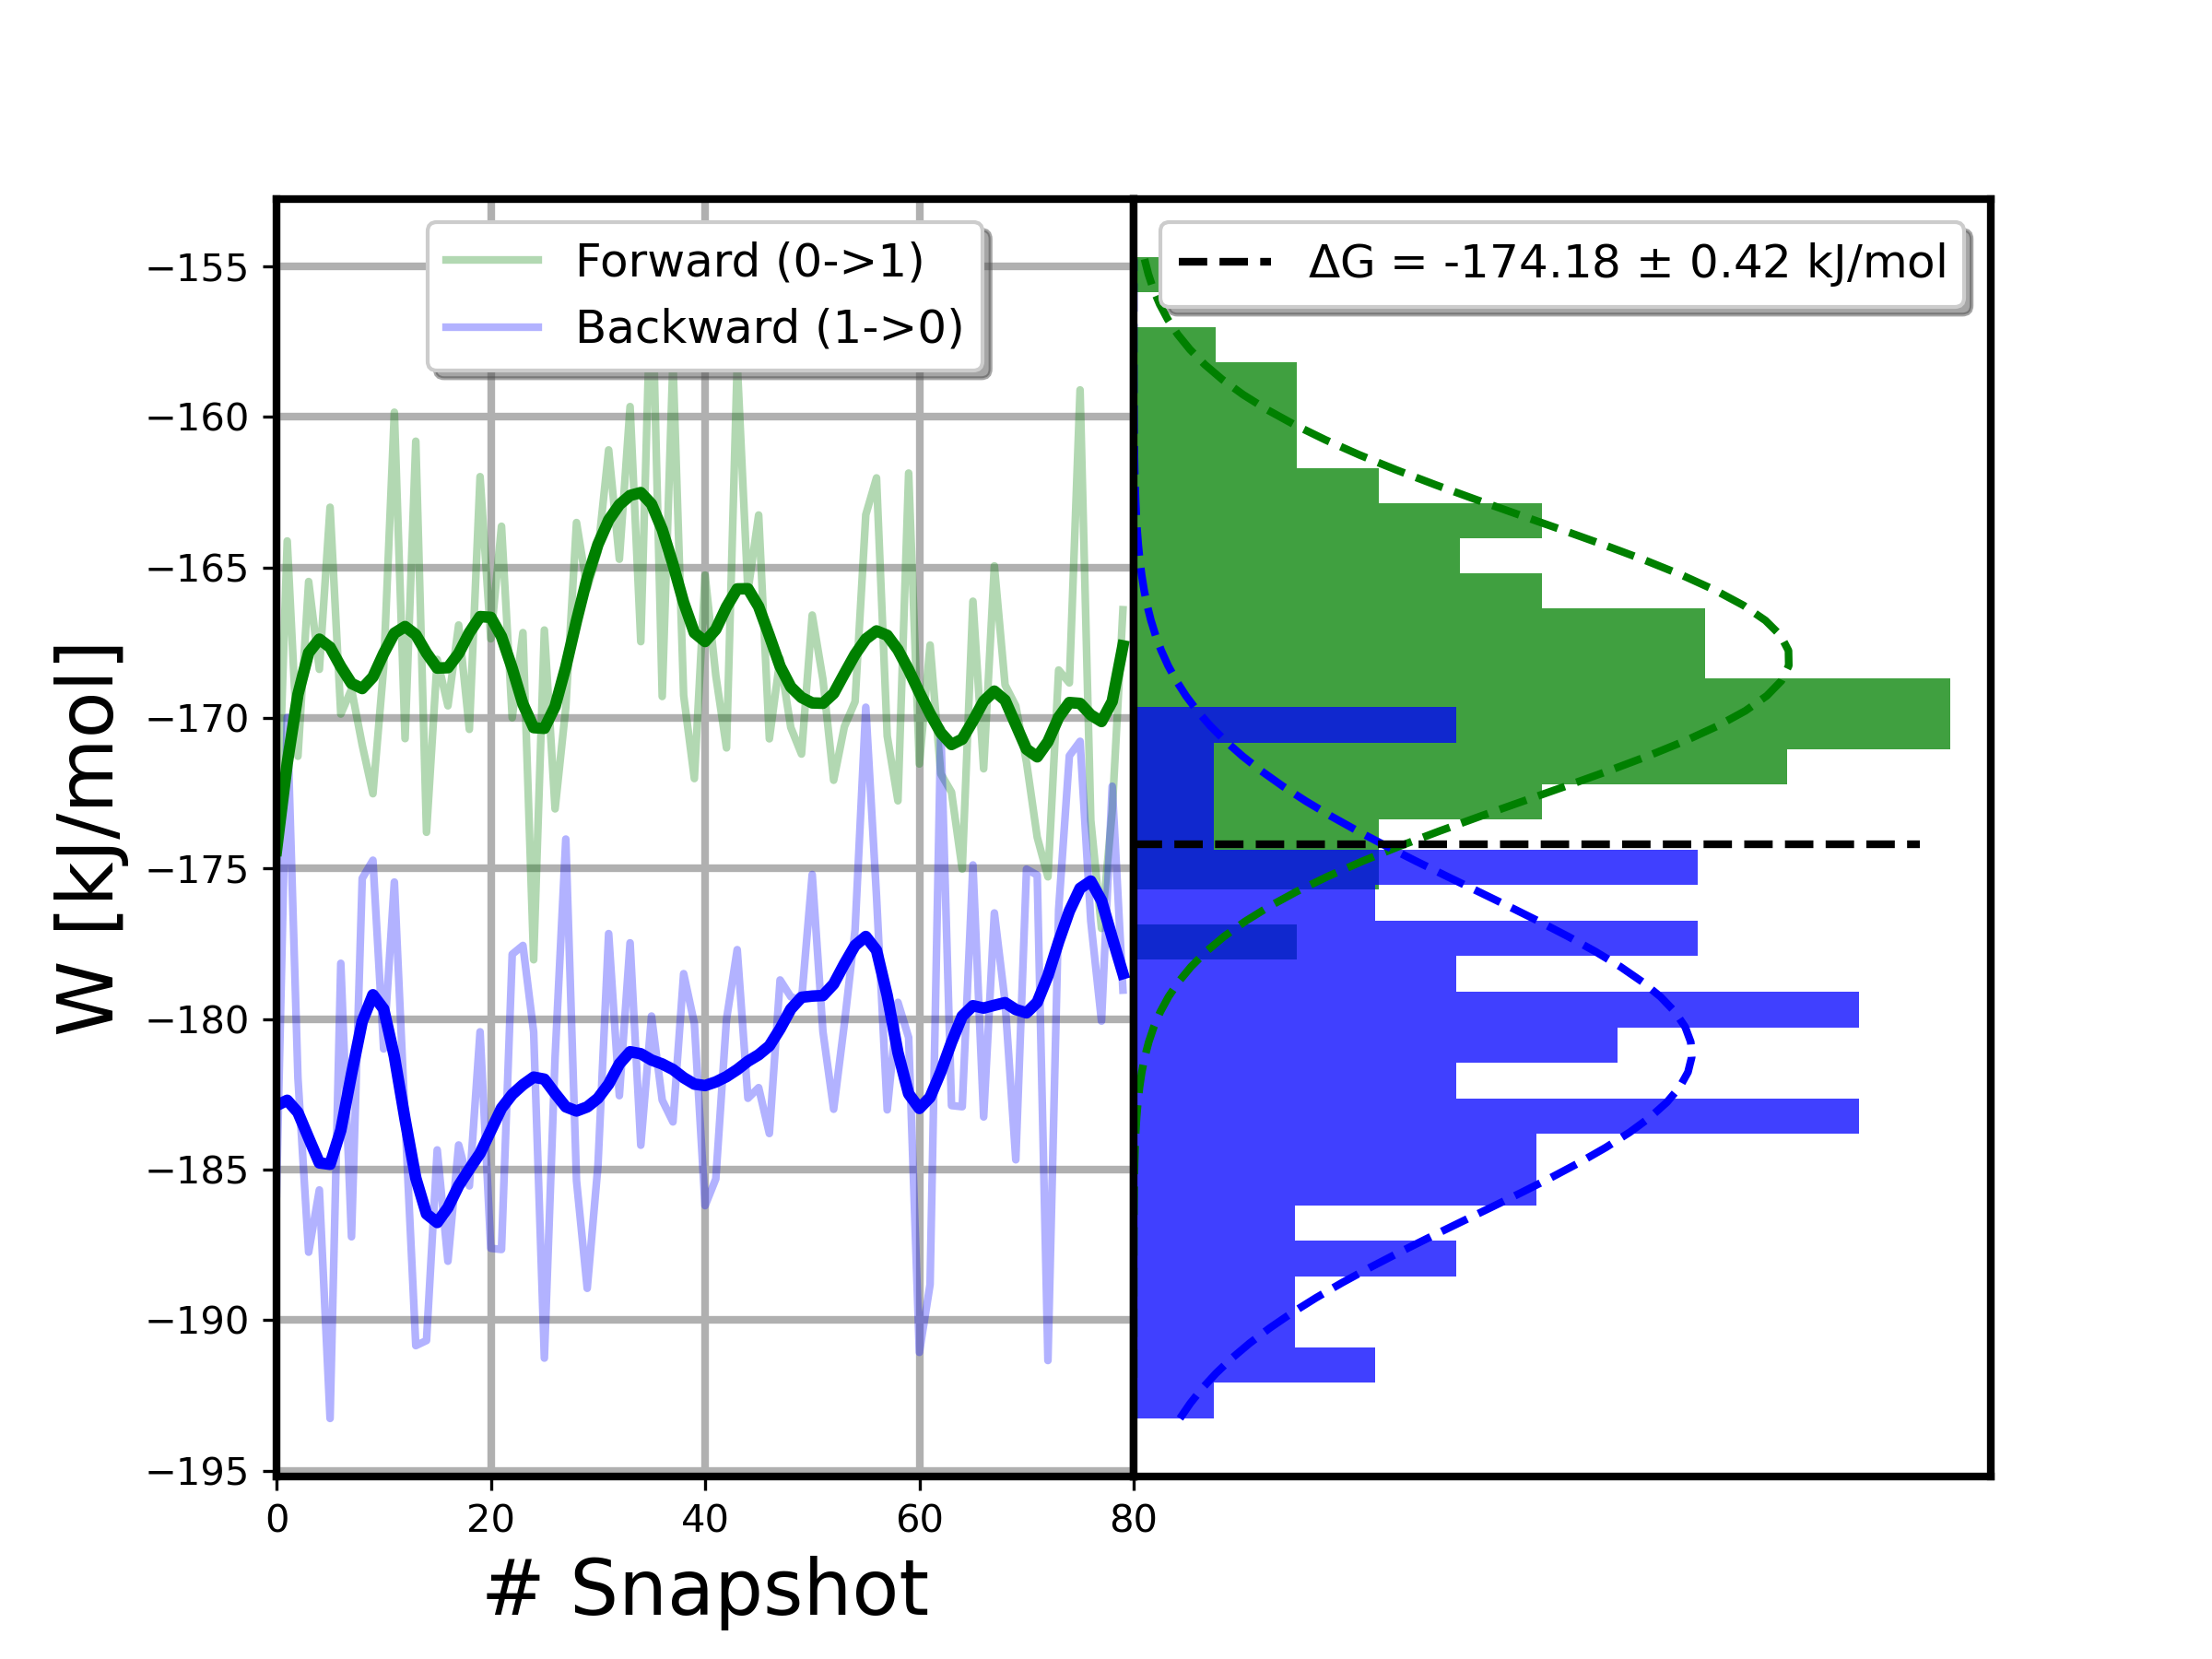 Forward (0->1)
Backward (1->0)
ΔG = -174.18 ± 0.42 kJ/mol
W [kJ/mol]
−155
−160
−165
−170
−175
−180
−185
−190
−195
0 20 40 60 80
# Snapshot